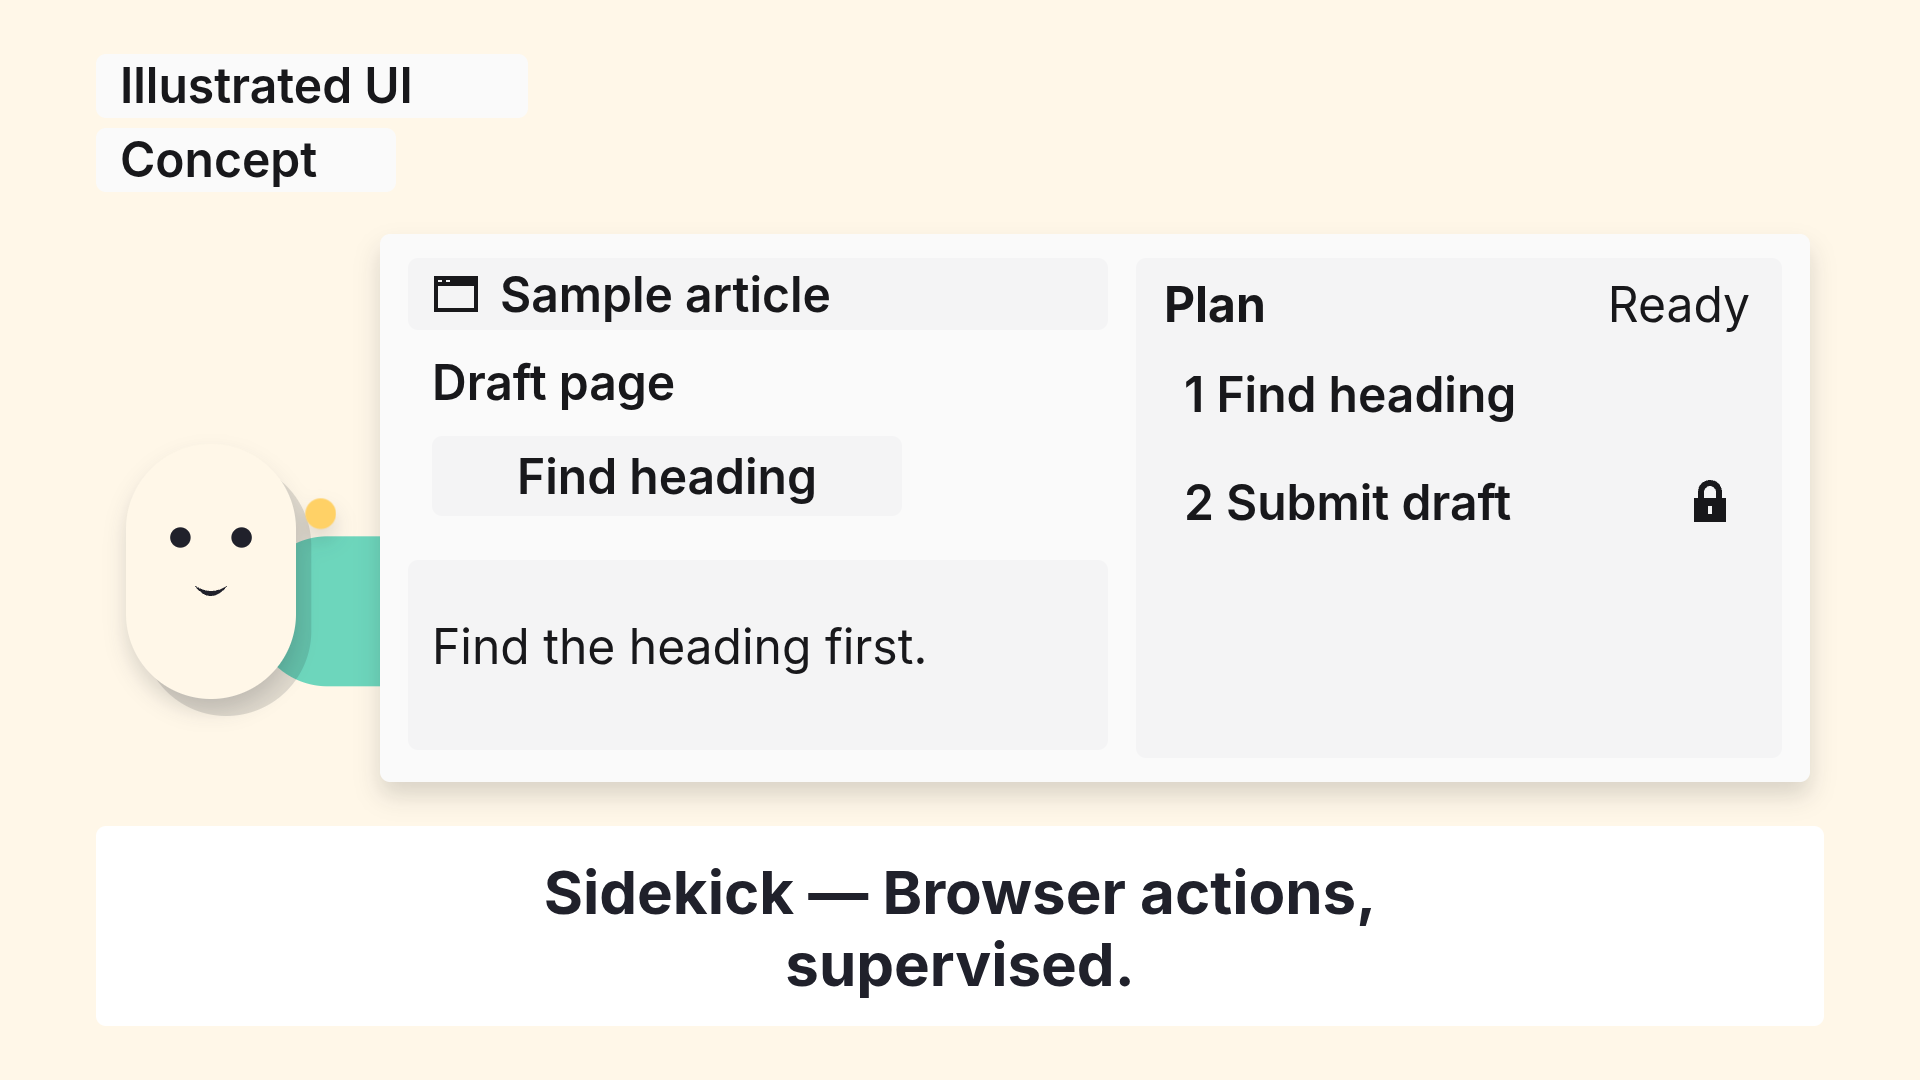 Illustrated UI
Concept
Sample article
Draft page
Find heading
Find the heading first.
Plan
Ready
1 Find heading
2 Submit draft
Sidekick — Browser actions,
supervised.